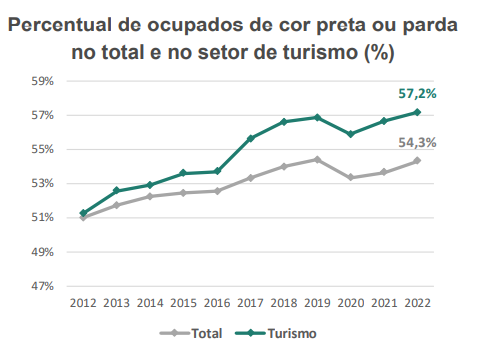 Percentual de ocupados de cor preta ou parda
no total e no setor de turismo (%)
59%
57,2%
57%
54,3%
55%
53%
51%
49%
47%
2012 2013 2014 2015 2016 2017 2018 2019 2020 2021 2022
Total Turismo